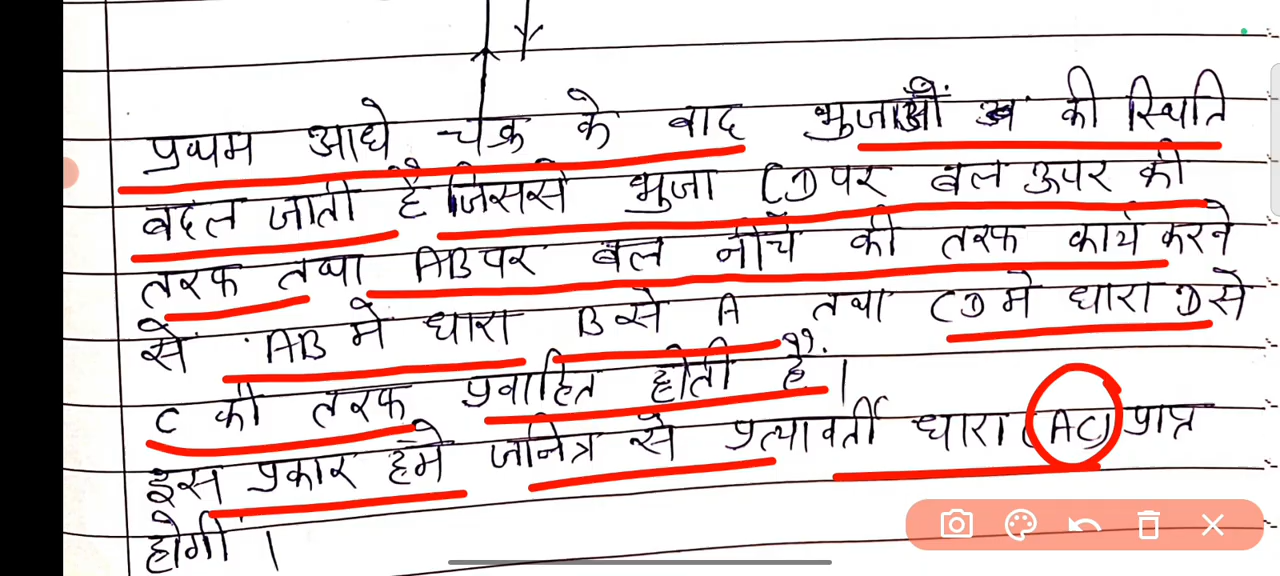 प्रथम आधे चक्र के बाद भुजाओं की स्थिति
बदल जाती है जिससे भुजा CD पर बल ऊपर की
तरफ तथा AB पर बल नीचे की तरफ कार्य करने
से AB मे धारा B से A तथा CD मे धारा D से
C की तरफ प्रवाहित होती है।
इस प्रकार हमे जनित्र से प्रत्यावर्ती धारा (AC) प्राप्त
होगी।